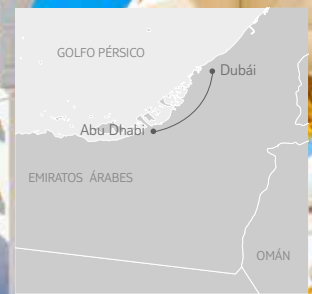 GOLFO PÉRSICO
Dubái
Abu Dhabi
EMIRATOS ÁRABES
OMÁN